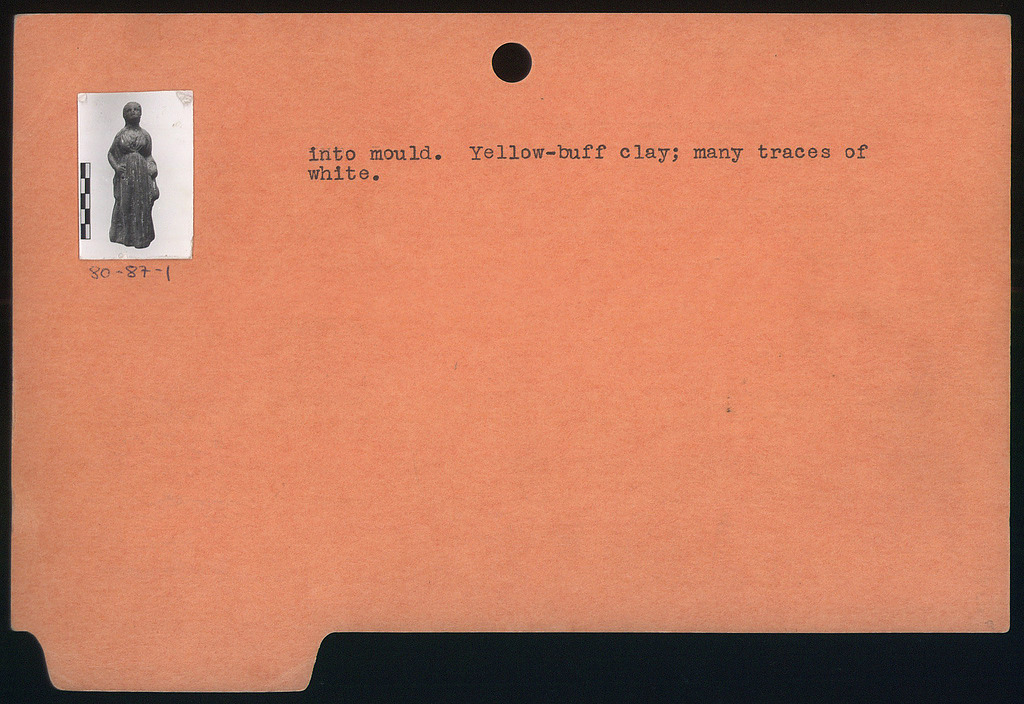 into mould. Yellow-buff clay; many traces of
white.
80-87-1